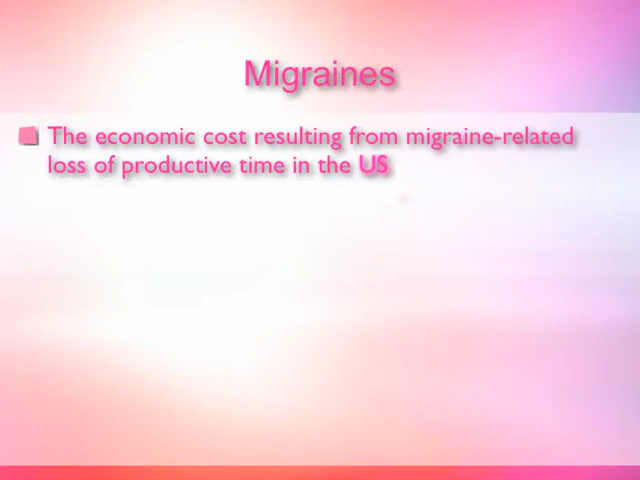 Migraines
The economic cost resulting from migraine-related
loss of productive time in the US